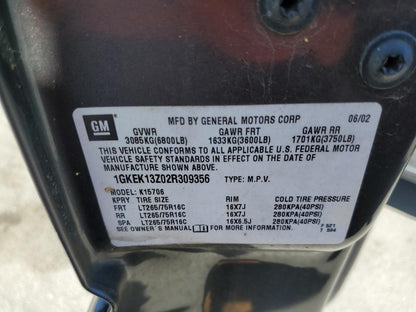 GM
MFD BY GENERAL MOTORS CORP 06/02
GVWR GAWR FRT GAWR RR
3085KG(6800LB) 1633KG(3600LB) 1701KG(3750LB)
THIS VEHICLE CONFORMS TO ALL APPLICABLE U.S. FEDERAL MOTOR
VEHICLE SAFETY STANDARDS IN EFFECT ON THE DATE OF
MANUFACTURE SHOWN ABOVE.
1GKEK13Z02R309356 TYPE: M.P.V.
MODEL: K15706
KPRY TIRE SIZE RIM COLD TIRE PRESSURE
FRT LT265/75R16C 16X7J 280KPA(40PSI)
RR LT265/75R16C 16X7J 280KPA(40PSI)
SPA LT265/75R16C 16X6.5J 280KPA(40PSI)
SEE OWNER'S MANUAL FOR MORE INFORMATION.